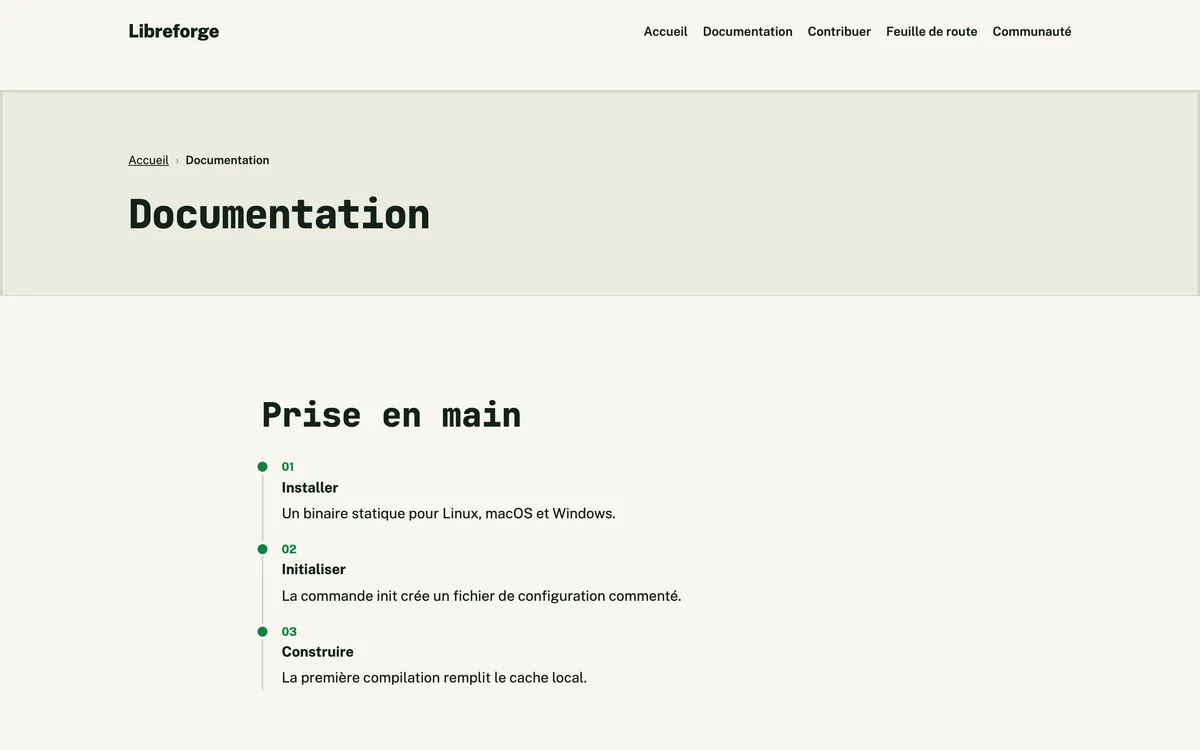 Libreforge
Accueil Documentation Contribuer Feuille de route Communauté
Accueil › Documentation
Documentation
Prise en main
01
Installer
Un binaire statique pour Linux, macOS et Windows.
02
Initialiser
La commande init crée un fichier de configuration commenté.
03
Construire
La première compilation remplit le cache local.